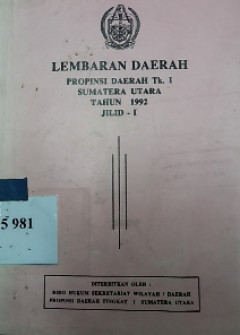 LEMBARAN DAERAH
PROPINSI DAERAH Tk. I
SUMATERA UTARA
TAHUN 1992
JILID - I
5 981
DITERBITKAN OLEH :
BIRO HUKUM SEKRETARIAT WILAYAH / DAERAH
PROPINSI DAERAH TINGKAT I SUMATERA UTARA